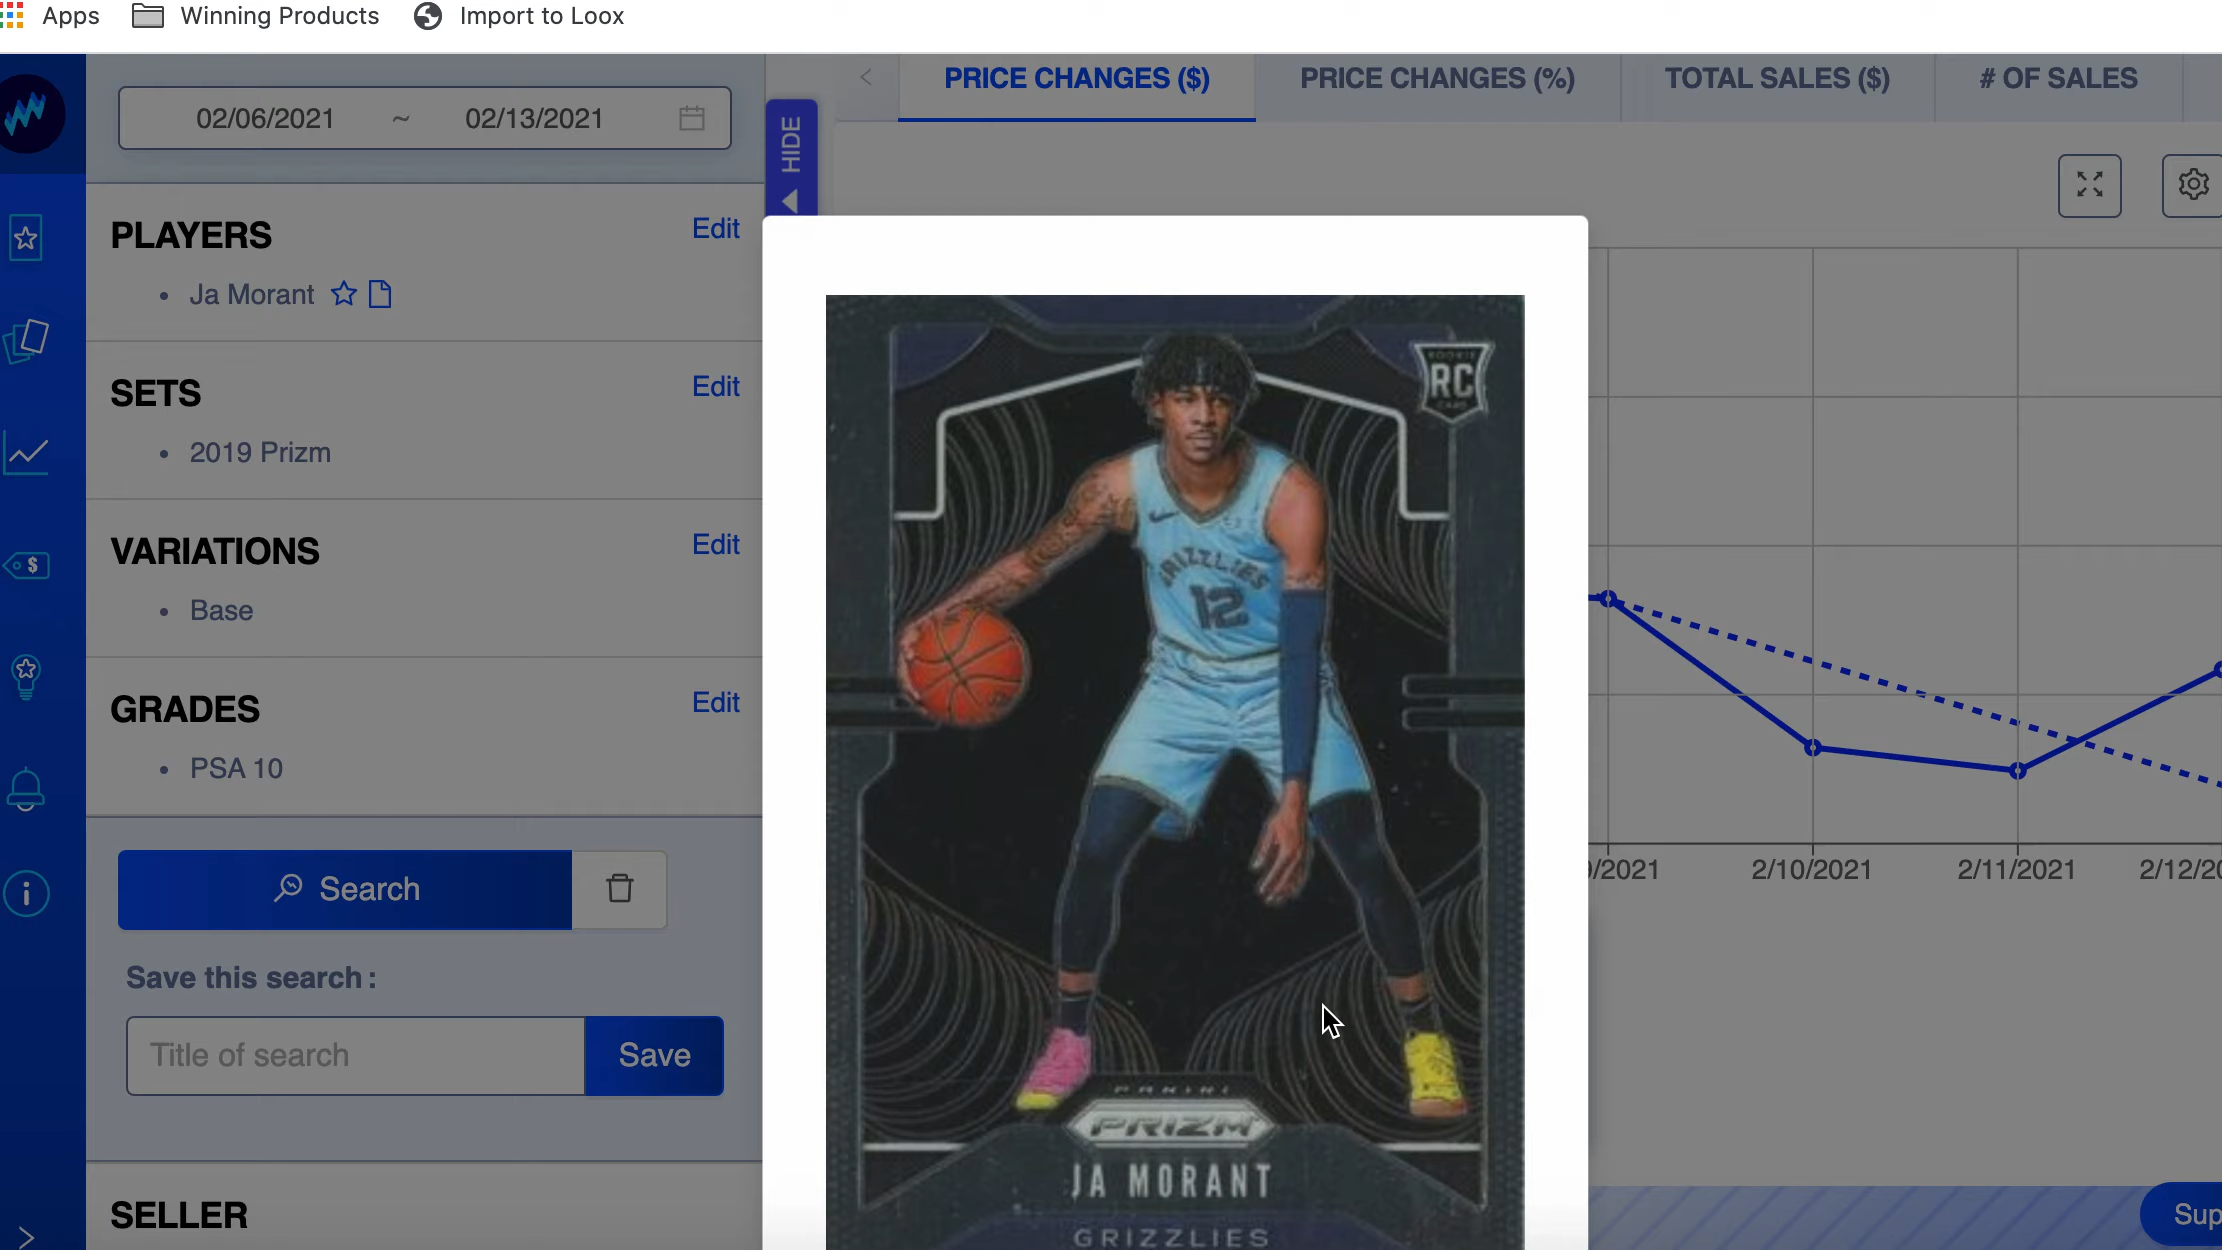 Apps Winning Products Import to Loox
02/06/2021 ~ 02/13/2021
HIDE
PRICE CHANGES ($) PRICE CHANGES (%) TOTAL SALES ($) # OF SALES
PLAYERS Edit
Ja Morant
SETS Edit
2019 Prizm
VARIATIONS Edit
Base
GRADES Edit
PSA 10
Search
Save this search :
Title of search Save
SELLER
ROOKIE
RC
CARD
GRIZZLIES
12
PANINI
PRIZM
JA MORANT
GRIZZLIES
9/2021 2/10/2021 2/11/2021 2/12/20
Sup